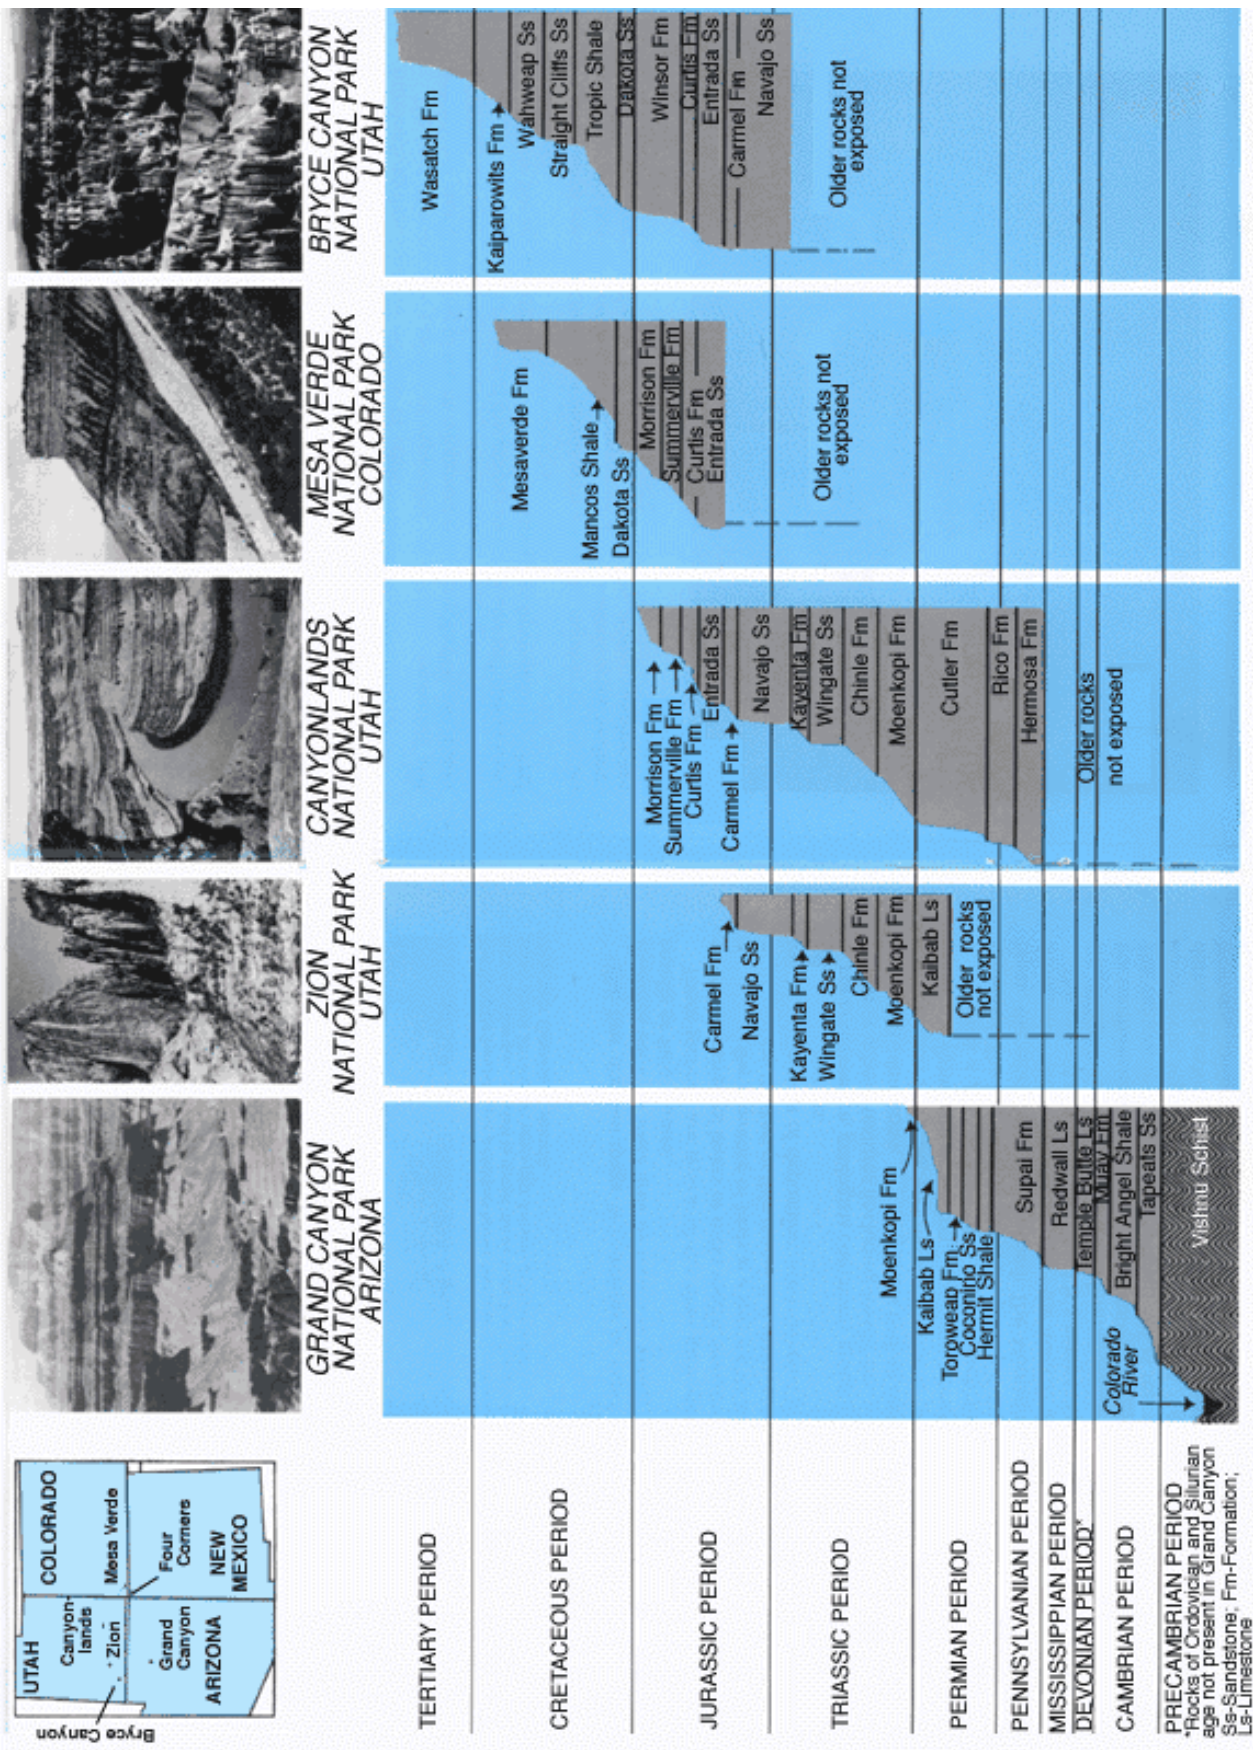 UTAH
COLORADO
Canyon-
lands
Zion
Mesa Verde
Bryce Canyon
Grand
Canyon
Four
Corners
ARIZONA
NEW
MEXICO
GRAND CANYON
NATIONAL PARK
ARIZONA
ZION
NATIONAL PARK
UTAH
CANYONLANDS
NATIONAL PARK
UTAH
MESA VERDE
NATIONAL PARK
COLORADO
BRYCE CANYON
NATIONAL PARK
UTAH
TERTIARY PERIOD
CRETACEOUS PERIOD
JURASSIC PERIOD
TRIASSIC PERIOD
PERMIAN PERIOD
PENNSYLVANIAN PERIOD
MISSISSIPPIAN PERIOD
DEVONIAN PERIOD*
CAMBRIAN PERIOD
PRECAMBRIAN PERIOD
*Rocks of Ordovician and Silurian
age not present in Grand Canyon
Ss-Sandstone; Fm-Formation;
Ls-Limestone
Moenkopi Fm
Kaibab Ls
Toroweap Fm
Coconino Ss
Hermit Shale
Supai Fm
Redwall Ls
Temple Butte Ls
Muav Fm
Bright Angel Shale
Tapeats Ss
Colorado
River
Vishnu Schist
Carmel Fm
Navajo Ss
Kayenta Fm
Wingate Ss
Chinle Fm
Moenkopi Fm
Kaibab Ls
Older rocks
not exposed
Morrison Fm
Summerville Fm
Curtis Fm
Entrada Ss
Carmel Fm
Navajo Ss
Kayenta Fm
Wingate Ss
Chinle Fm
Moenkopi Fm
Cutler Fm
Rico Fm
Hermosa Fm
Older rocks
not exposed
Mesaverde Fm
Mancos Shale
Dakota Ss
Morrison Fm
Summerville Fm
Curtis Fm
Entrada Ss
Older rocks not
exposed
Wasatch Fm
Kaiparowits Fm
Wahweap Ss
Straight Cliffs Ss
Tropic Shale
Dakota Ss
Winsor Fm
Curtis Fm
Entrada Ss
Carmel Fm
Navajo Ss
Older rocks not
exposed